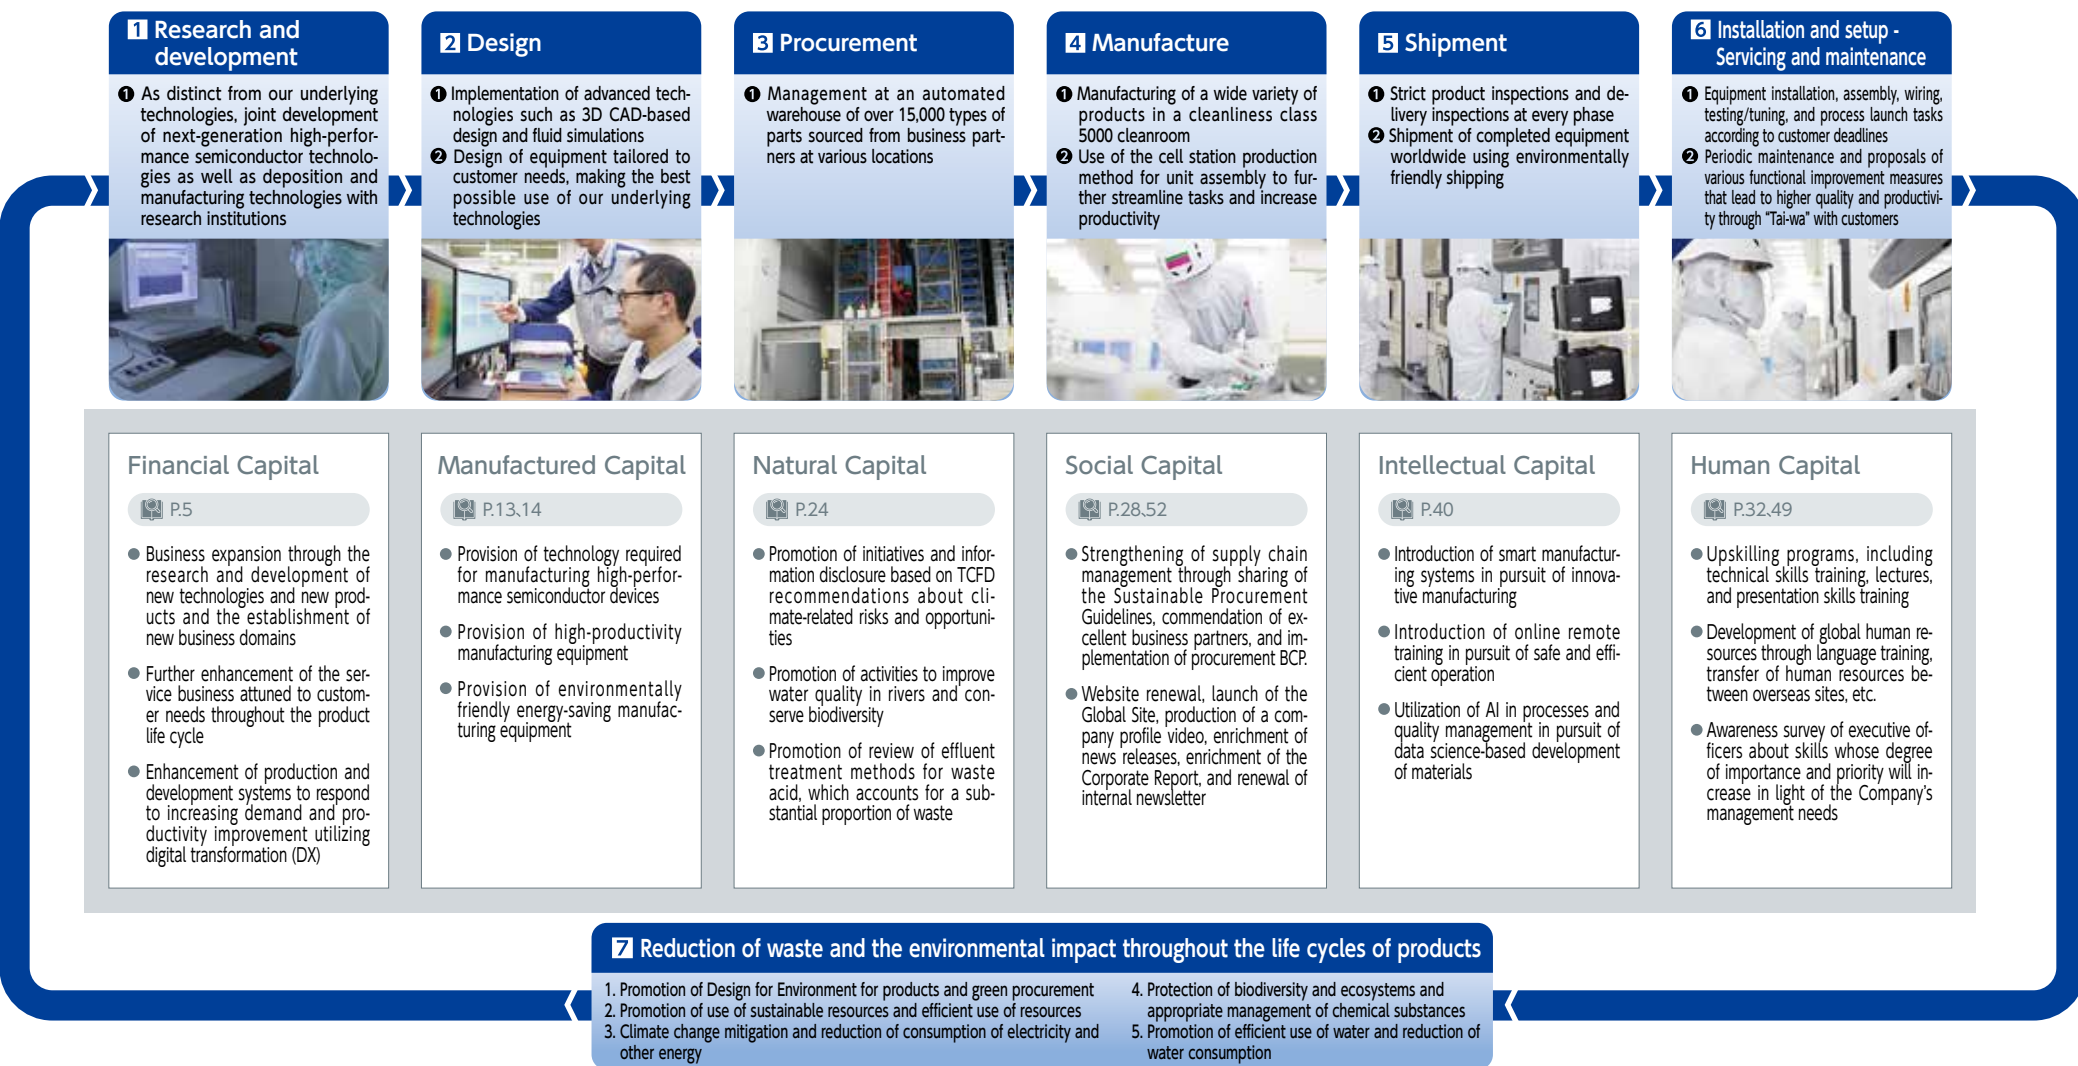 1 Research and
development
❶ As distinct from our underlying
technologies, joint development
of next-generation high-perfor-
mance semiconductor technolo-
gies as well as deposition and
manufacturing technologies with
research institutions
2 Design
❶ Implementation of advanced tech-
nologies such as 3D CAD-based
design and fluid simulations
❷ Design of equipment tailored to
customer needs, making the best
possible use of our underlying
technologies
3 Procurement
❶ Management at an automated
warehouse of over 15,000 types of
parts sourced from business part-
ners at various locations
4 Manufacture
❶ Manufacturing of a wide variety of
products in a cleanliness class
5000 cleanroom
❷ Use of the cell station production
method for unit assembly to fur-
ther streamline tasks and increase
productivity
5 Shipment
❶ Strict product inspections and de-
livery inspections at every phase
❷ Shipment of completed equipment
worldwide using environmentally
friendly shipping
6 Installation and setup -
Servicing and maintenance
❶ Equipment installation, assembly, wiring,
testing/tuning, and process launch tasks
according to customer deadlines
❷ Periodic maintenance and proposals of
various functional improvement measures
that lead to higher quality and productivi-
ty through "Tai-wa" with customers
Financial Capital
P.5
● Business expansion through the
research and development of
new technologies and new prod-
ucts and the establishment of
new business domains
● Further enhancement of the ser-
vice business attuned to custom-
er needs throughout the product
life cycle
● Enhancement of production and
development systems to respond
to increasing demand and pro-
ductivity improvement utilizing
digital transformation (DX)
Manufactured Capital
P.13、14
● Provision of technology required
for manufacturing high-perfor-
mance semiconductor devices
● Provision of high-productivity
manufacturing equipment
● Provision of environmentally
friendly energy-saving manufac-
turing equipment
Natural Capital
P.24
● Promotion of initiatives and infor-
mation disclosure based on TCFD
recommendations about cli-
mate-related risks and opportuni-
ties
● Promotion of activities to improve
water quality in rivers and con-
serve biodiversity
● Promotion of review of effluent
treatment methods for waste
acid, which accounts for a sub-
stantial proportion of waste
Social Capital
P.28、52
● Strengthening of supply chain
management through sharing of
the Sustainable Procurement
Guidelines, commendation of ex-
cellent business partners, and im-
plementation of procurement BCP.
● Website renewal, launch of the
Global Site, production of a com-
pany profile video, enrichment of
news releases, enrichment of the
Corporate Report, and renewal of
internal newsletter
Intellectual Capital
P.40
● Introduction of smart manufactur-
ing systems in pursuit of innova-
tive manufacturing
● Introduction of online remote
training in pursuit of safe and effi-
cient operation
● Utilization of AI in processes and
quality management in pursuit of
data science-based development
of materials
Human Capital
P.32、49
● Upskilling programs, including
technical skills training, lectures,
and presentation skills training
● Development of global human re-
sources through language training,
transfer of human resources be-
tween overseas sites, etc.
● Awareness survey of executive of-
ficers about skills whose degree
of importance and priority will in-
crease in light of the Company's
management needs
7 Reduction of waste and the environmental impact throughout the life cycles of products
1. Promotion of Design for Environment for products and green procurement
2. Promotion of use of sustainable resources and efficient use of resources
3. Climate change mitigation and reduction of consumption of electricity and
other energy
4. Protection of biodiversity and ecosystems and
appropriate management of chemical substances
5. Promotion of efficient use of water and reduction of
water consumption